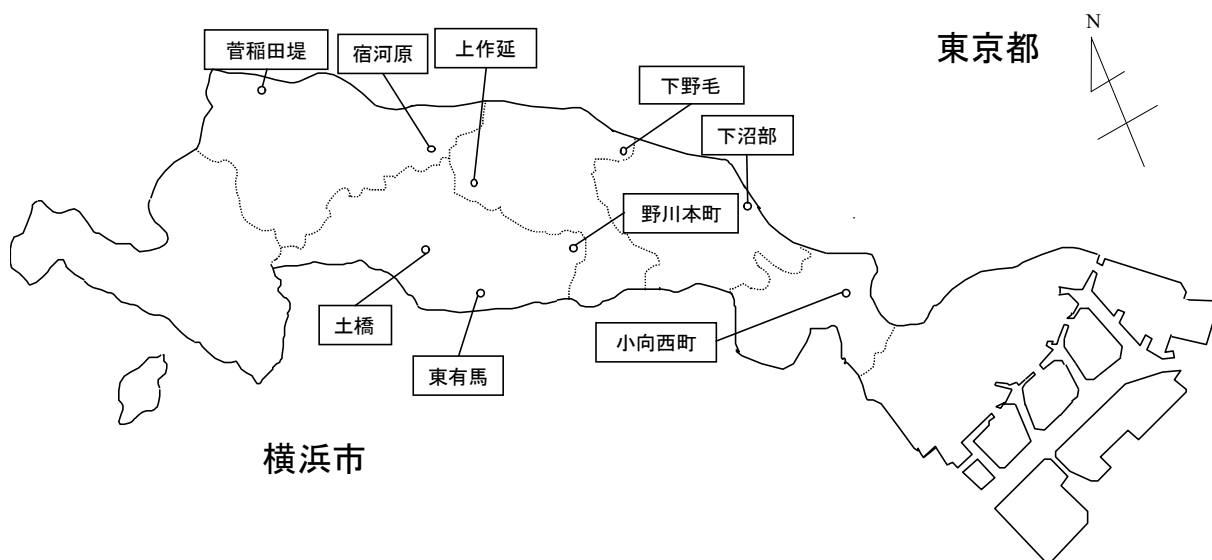 N
東京都
菅稲田堤
宿河原
上作延
下野毛
下沼部
野川本町
土橋
小向西町
東有馬
横浜市